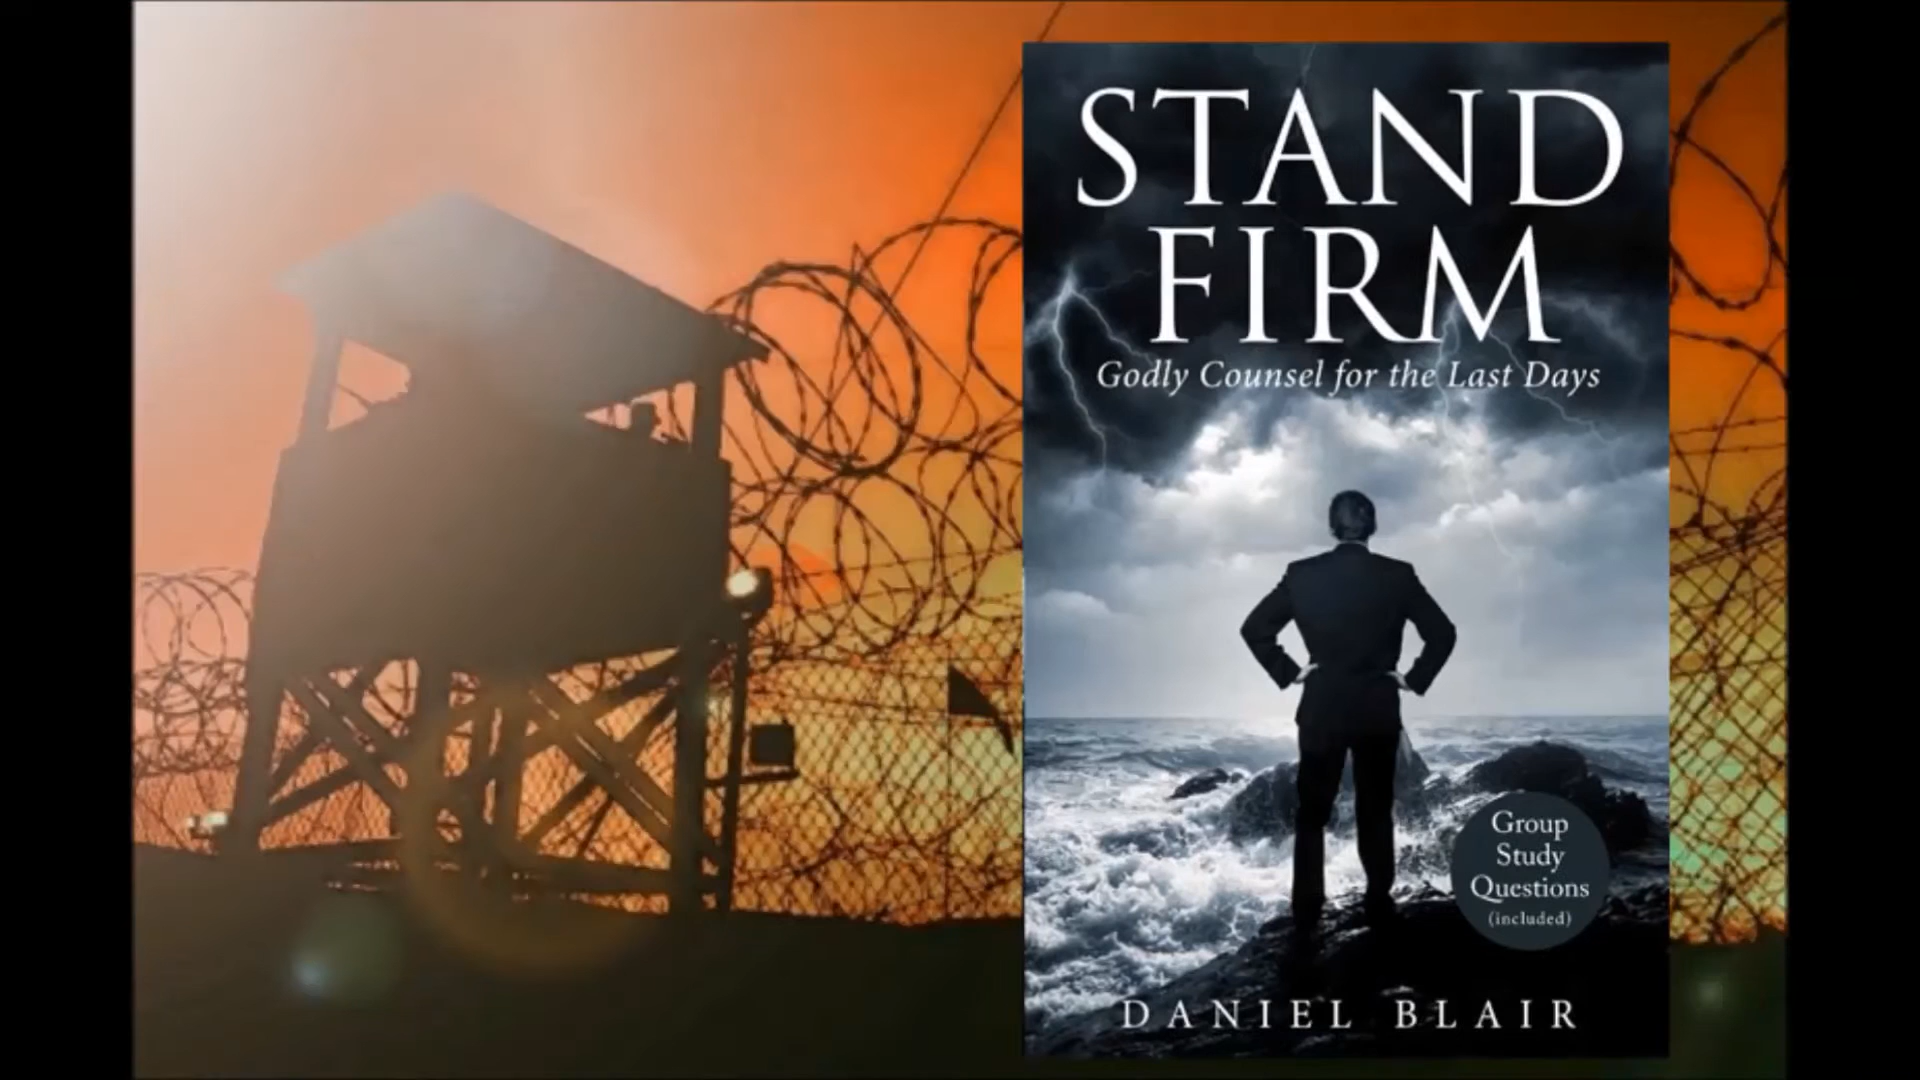 STAND
FIRM
Godly Counsel for the Last Days
Group
Study
Questions
(included)
DANIEL BLAIR